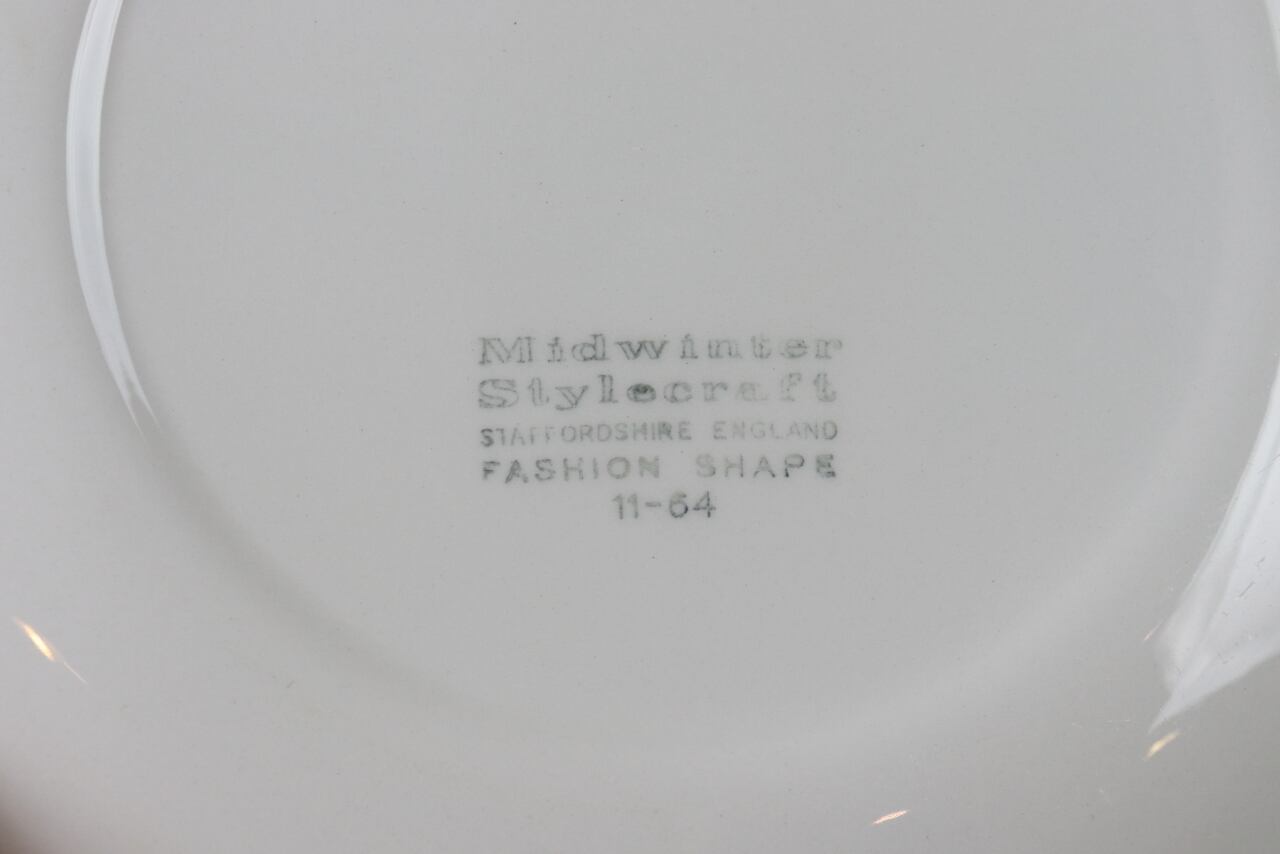 Midwinter
Stylecraft
STAFFORDSHIRE ENGLAND
FASHION SHAPE
11-64